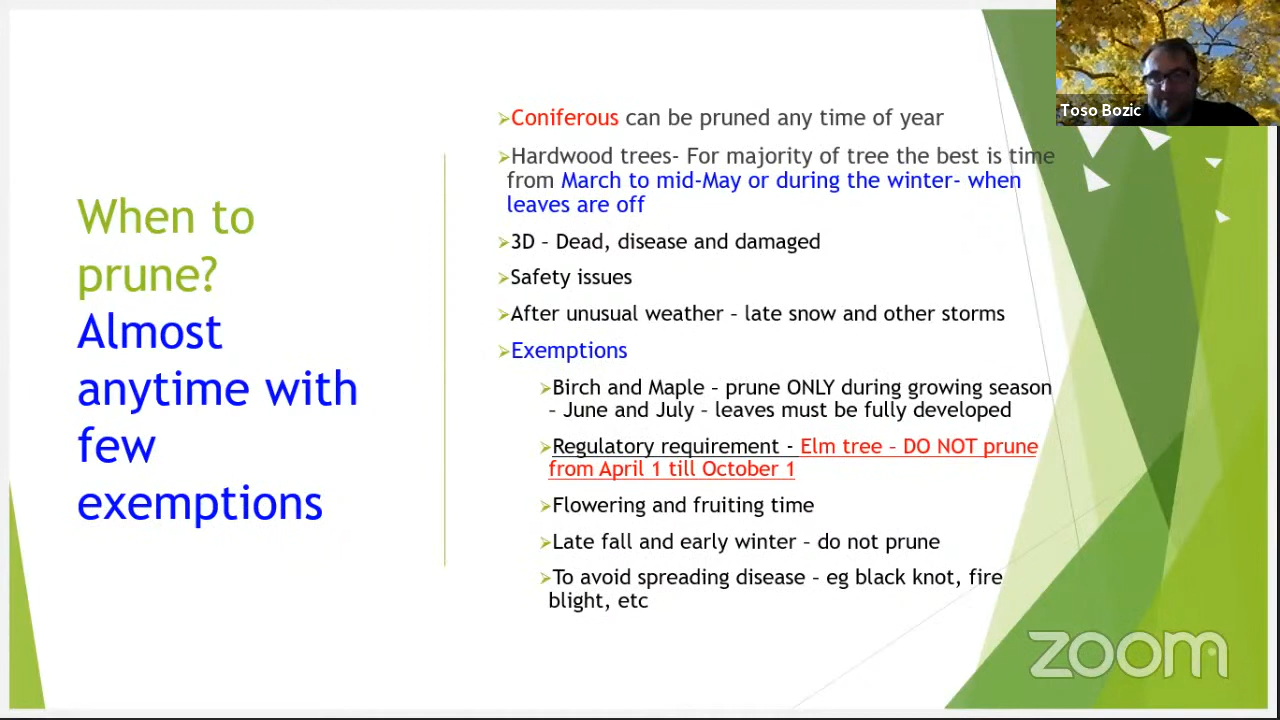 When to
prune?
Almost
anytime with
few
exemptions
Coniferous can be pruned any time of year
Hardwood trees- For majority of tree the best is time
from March to mid-May or during the winter- when
leaves are off
3D – Dead, disease and damaged
Safety issues
After unusual weather – late snow and other storms
Exemptions
Birch and Maple – prune ONLY during growing season
– June and July – leaves must be fully developed
Regulatory requirement - Elm tree – DO NOT prune
from April 1 till October 1
Flowering and fruiting time
Late fall and early winter – do not prune
To avoid spreading disease – eg black knot, fire
blight, etc
Toso Bozic
zoom